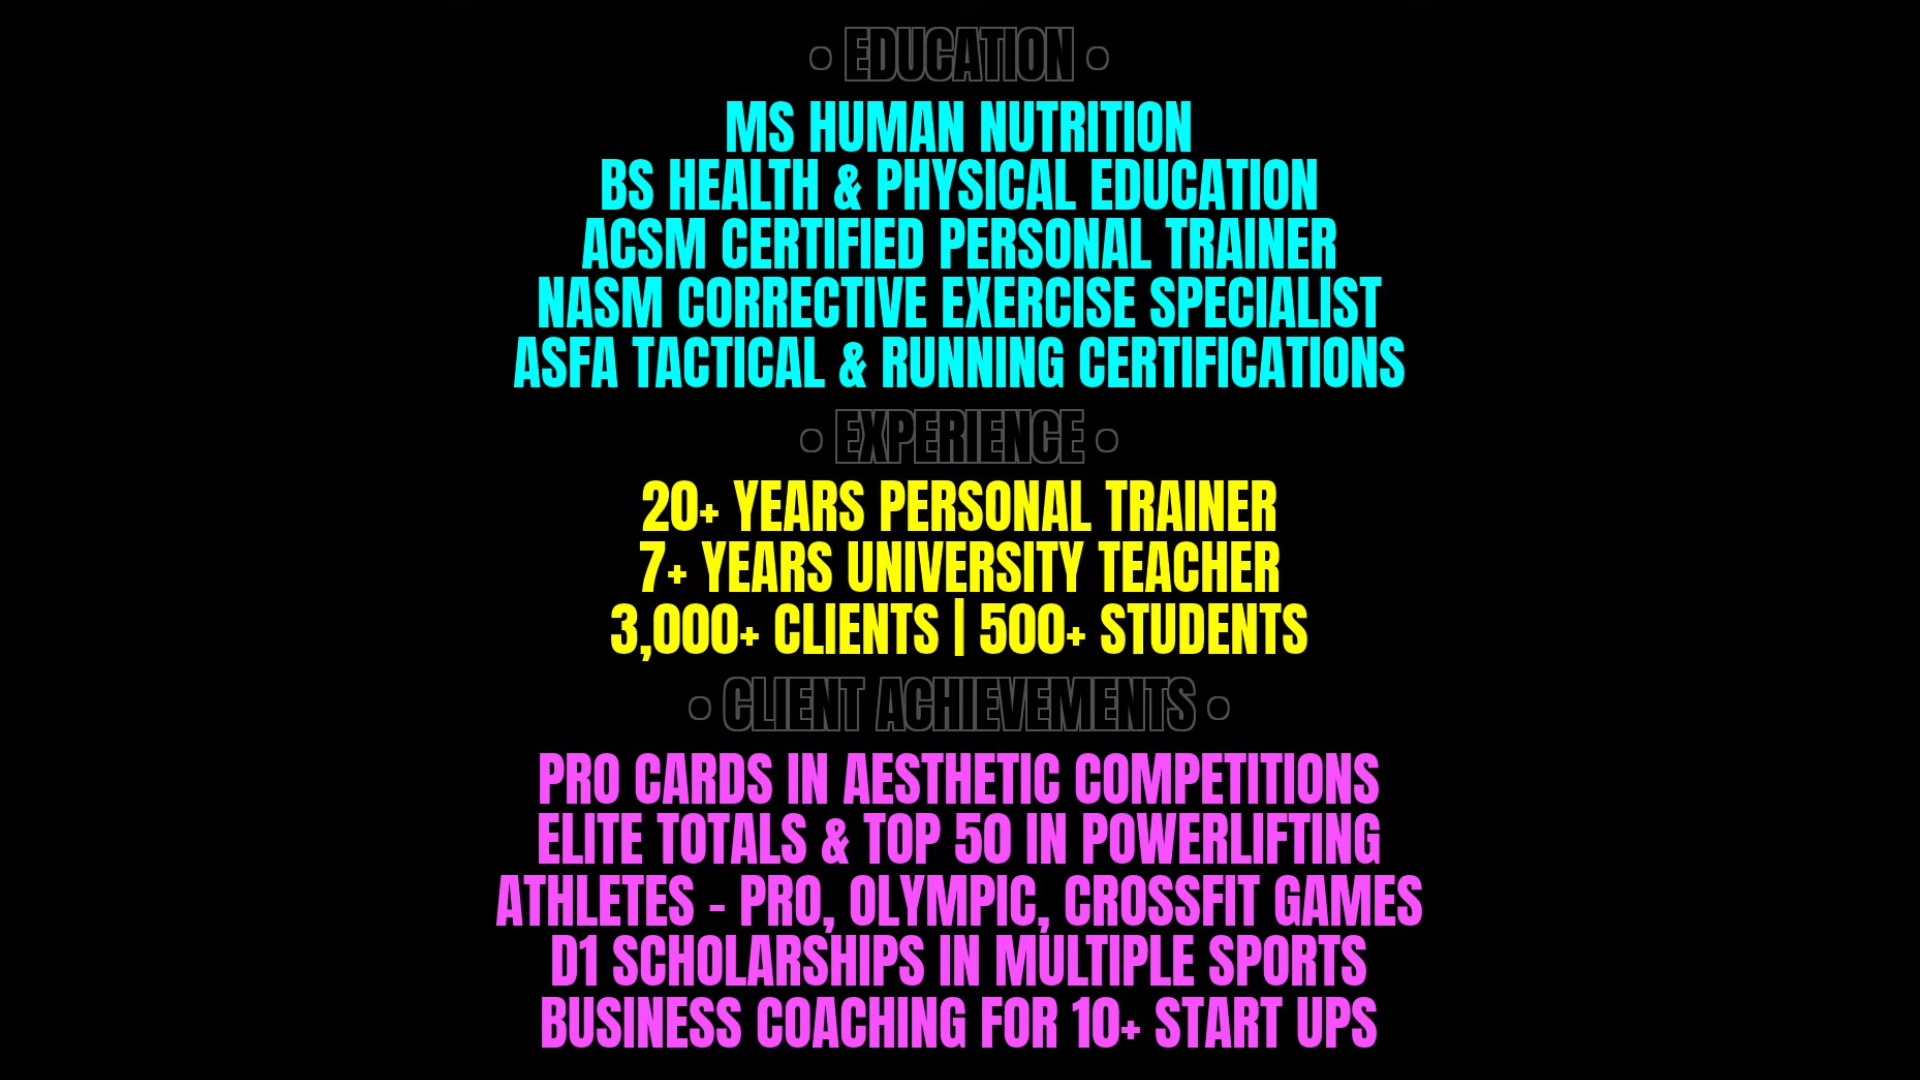 • EDUCATION •
MS HUMAN NUTRITION
BS HEALTH & PHYSICAL EDUCATION
ACSM CERTIFIED PERSONAL TRAINER
NASM CORRECTIVE EXERCISE SPECIALIST
ASFA TACTICAL & RUNNING CERTIFICATIONS
• EXPERIENCE •
20+ YEARS PERSONAL TRAINER
7+ YEARS UNIVERSITY TEACHER
3,000+ CLIENTS | 500+ STUDENTS
• CLIENT ACHIEVEMENTS •
PRO CARDS IN AESTHETIC COMPETITIONS
ELITE TOTALS & TOP 50 IN POWERLIFTING
ATHLETES - PRO, OLYMPIC, CROSSFIT GAMES
D1 SCHOLARSHIPS IN MULTIPLE SPORTS
BUSINESS COACHING FOR 10+ START UPS